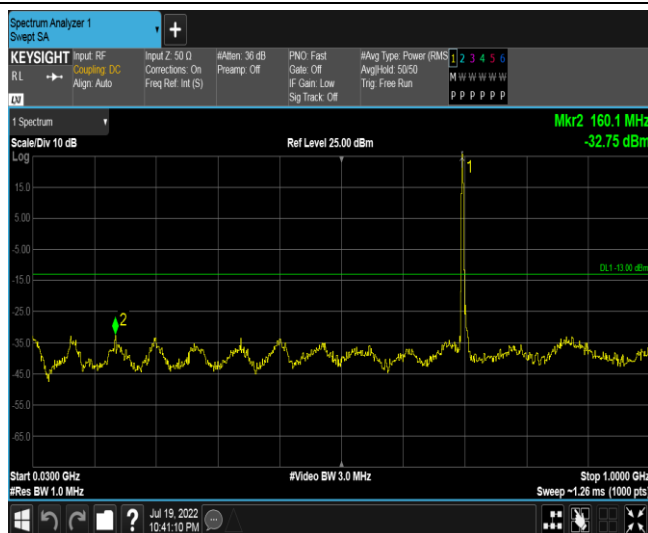 Spectrum Analyzer 1
Swept SA
+
KEYSIGHT Input: RF Input Z: 50 Ω #Atten: 36 dB PNO: Fast #Avg Type: Power (RMS 1 2 3 4 5 6
RL Coupling: DC Corrections: On Preamp: Off Gate: Off Avg|Hold: 50/50 M W W W W W
Align: Auto Freq Ref: Int (S) IF Gain: Low Trig: Free Run
Sig Track: Off P P P P P P
LXI
1 Spectrum Mkr2 160.1 MHz
Scale/Div 10 dB Ref Level 25.00 dBm -32.75 dBm
Log
1
15.0
5.00
-5.00
DL1 -13.00 dBm
-15.0
-25.0
2
-35.0
-45.0
-55.0
-65.0
Start 0.0300 GHz #Video BW 3.0 MHz Stop 1.0000 GHz
#Res BW 1.0 MHz Sweep ~1.26 ms (1000 pts)
? Jul 19, 2022
10:41:10 PM